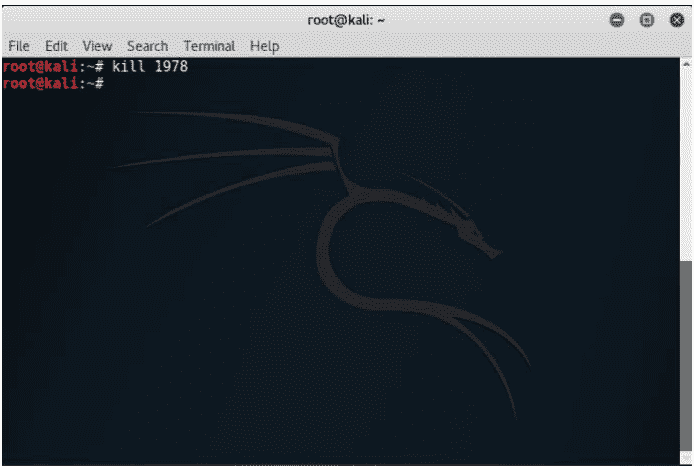 root@kali: ~
File Edit View Search Terminal Help
root@kali:~# kill 1978
root@kali:~#